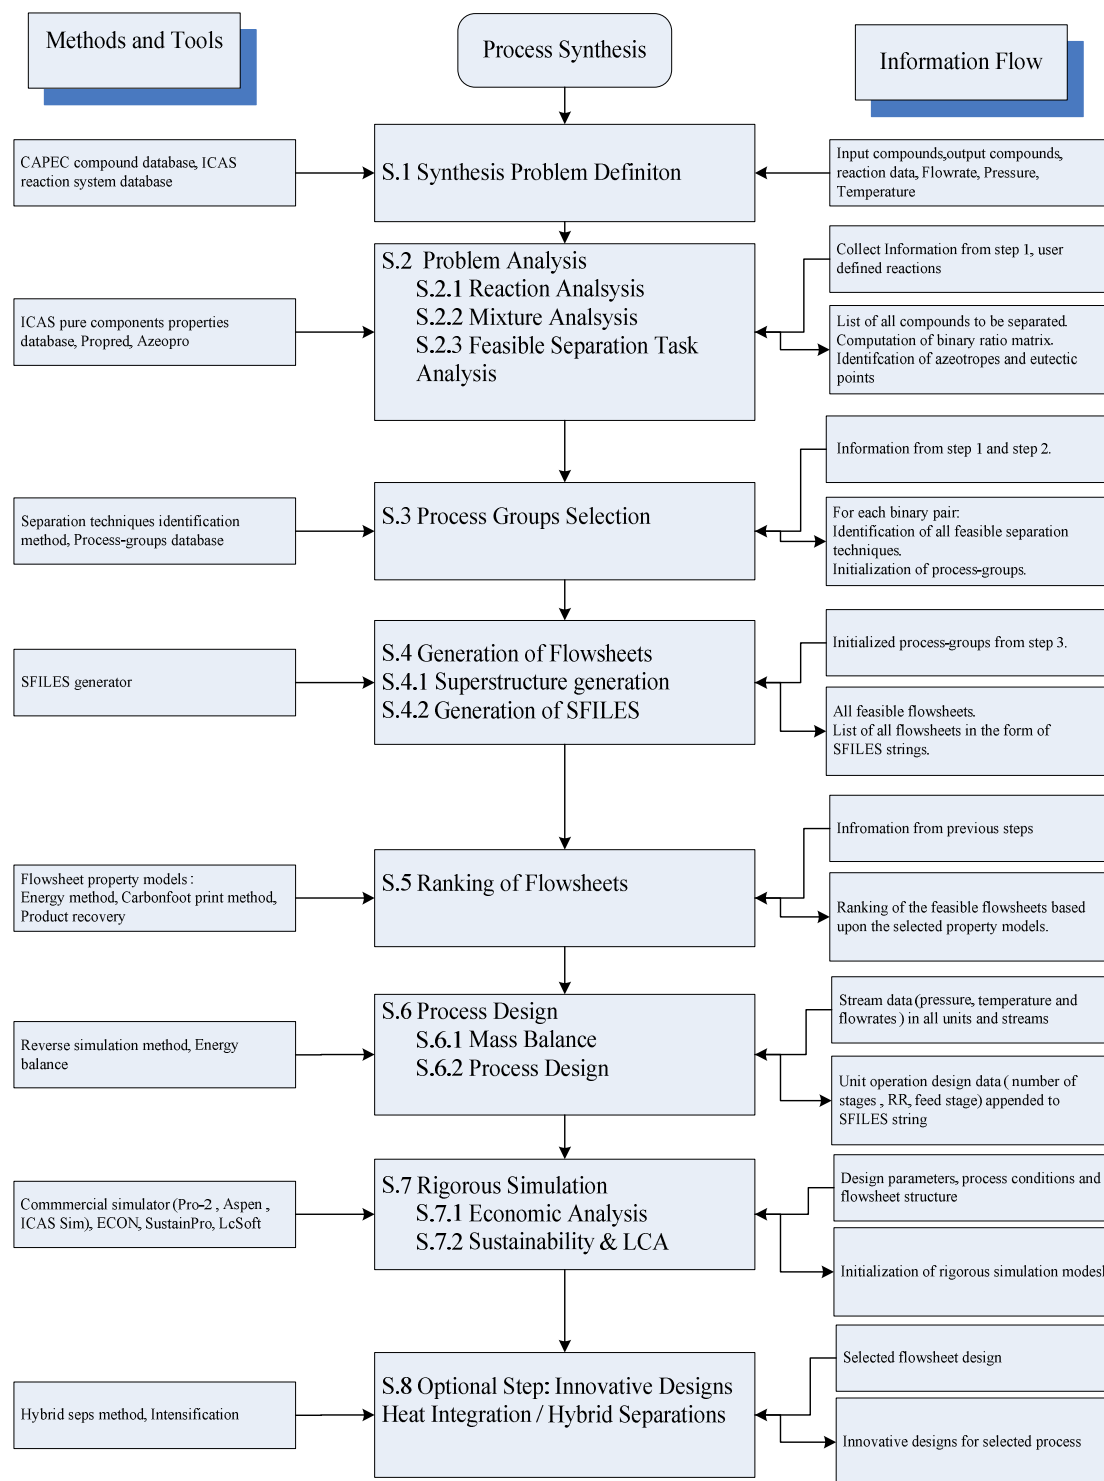 Methods and Tools
Process Synthesis
Information Flow
CAPEC compound database, ICAS
reaction system database
S.1 Synthesis Problem Definiton
Input compounds,output compounds,
reaction data, Flowrate, Pressure,
Temperature
S.2 Problem Analysis
S.2.1 Reaction Analsysis
S.2.2 Mixture Analsysis
S.2.3 Feasible Separation Task
Analysis
Collect Information from step 1, user
defined reactions
ICAS pure components properties
database, Propred, Azeopro
List of all compounds to be separated.
Computation of binary ratio matrix.
Identifcation of azeotropes and eutectic
points
Information from step 1 and step 2.
Separation techniques identification
method, Process-groups database
S.3 Process Groups Selection
For each binary pair:
Identification of all feasible separation
techniques.
Initialization of process-groups.
S.4 Generation of Flowsheets
S.4.1 Superstructure generation
S.4.2 Generation of SFILES
Initialized process-groups from step 3.
SFILES generator
All feasible flowsheets.
List of all flowsheets in the form of
SFILES strings.
Infromation from previous steps
Flowsheet property models :
Energy method, Carbonfoot print method,
Product recovery
S.5 Ranking of Flowsheets
Ranking of the feasible flowsheets based
upon the selected property models.
S.6 Process Design
S.6.1 Mass Balance
S.6.2 Process Design
Stream data (pressure, temperature and
flowrates ) in all units and streams
Reverse simulation method, Energy
balance
Unit operation design data ( number of
stages , RR, feed stage) appended to
SFILES string
S.7 Rigorous Simulation
S.7.1 Economic Analysis
S.7.2 Sustainability & LCA
Design parameters, process conditions and
flowsheet structure
Commmercial simulator (Pro-2 , Aspen ,
ICAS Sim), ECON, SustainPro, LcSoft
Initialization of rigorous simulation modesl
Selected flowsheet design
S.8 Optional Step: Innovative Designs
Heat Integration / Hybrid Separations
Hybrid seps method, Intensification
Innovative designs for selected process